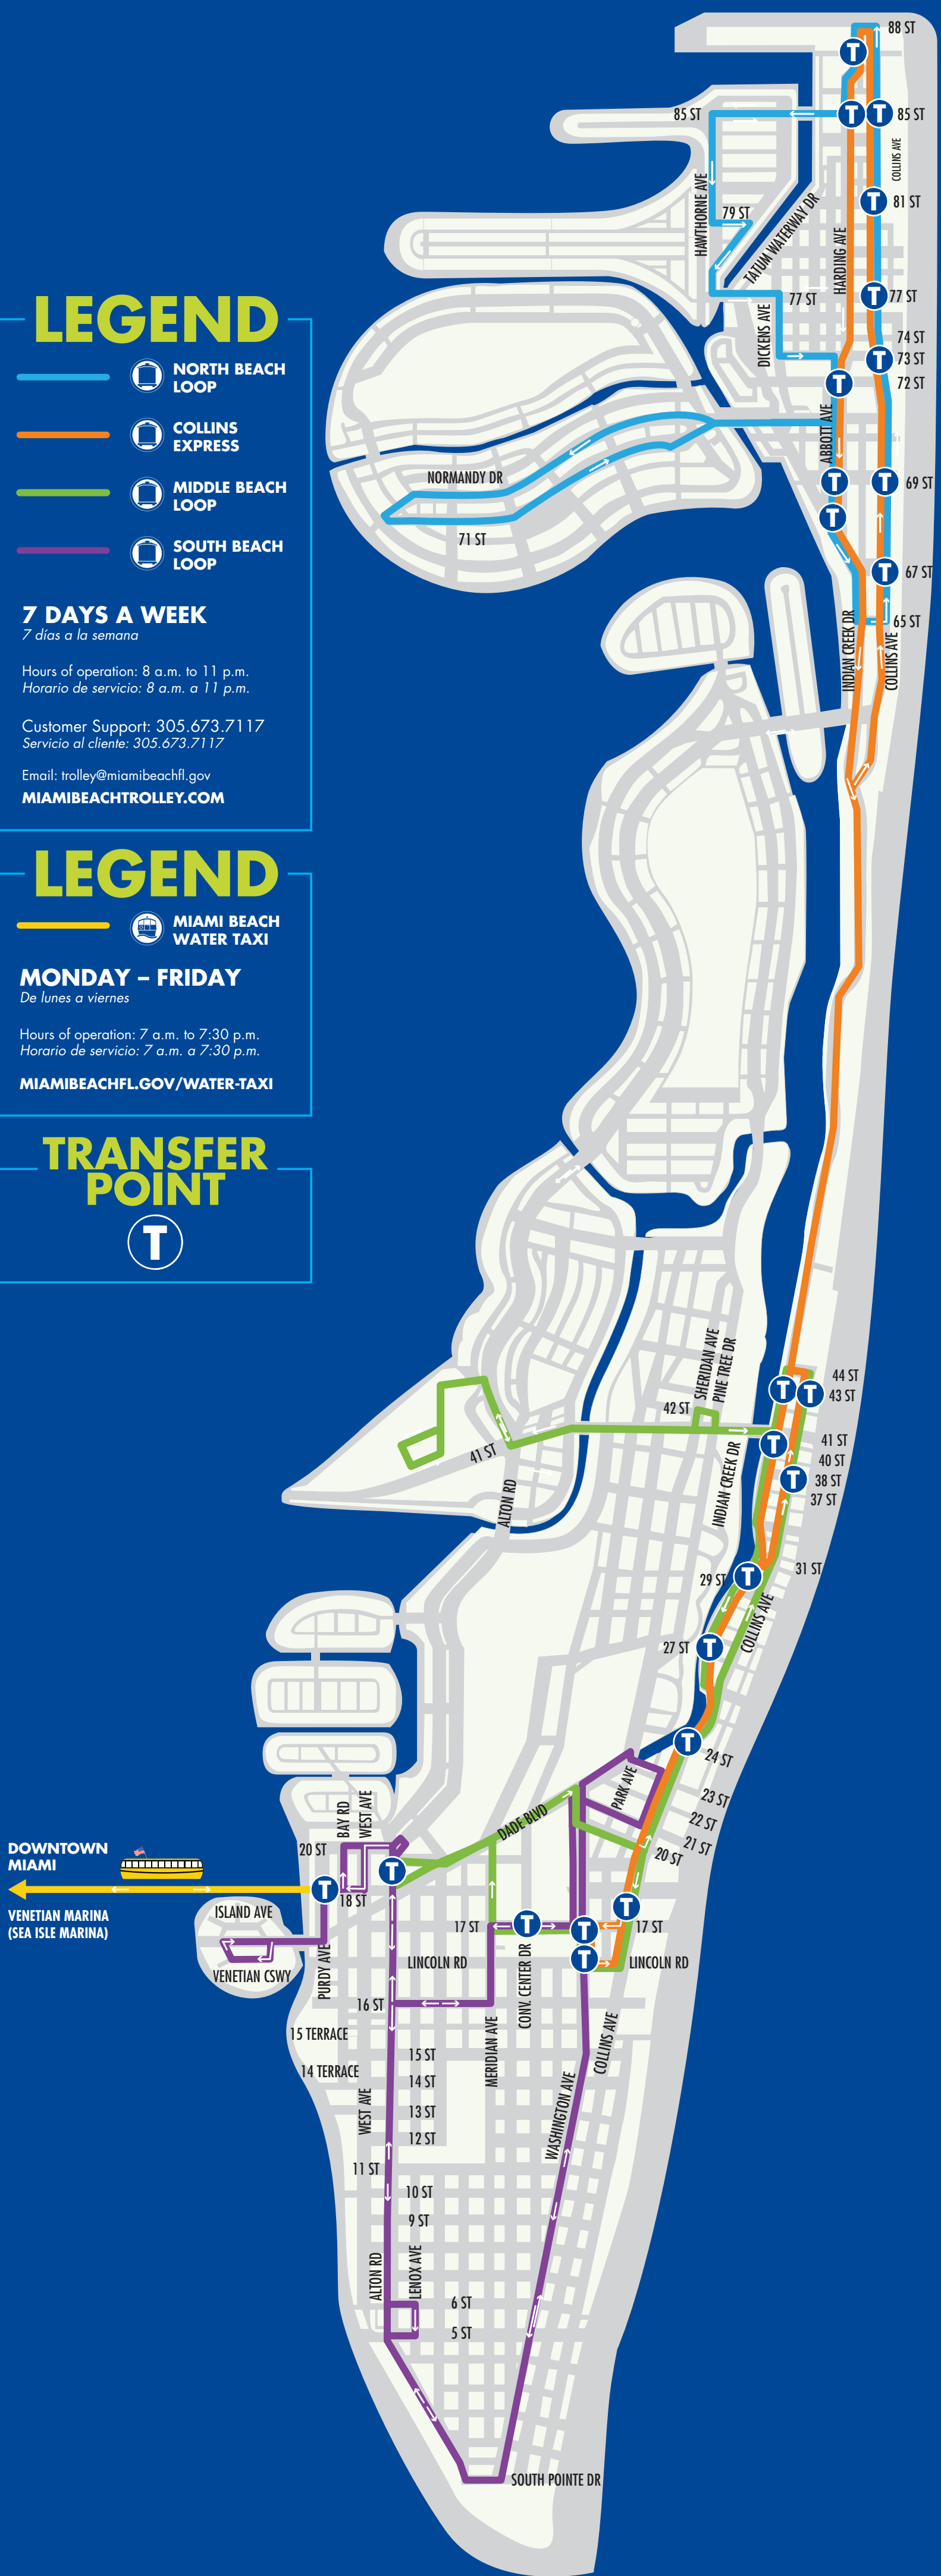 LEGEND
NORTH BEACH
LOOP
COLLINS
EXPRESS
MIDDLE BEACH
LOOP
SOUTH BEACH
LOOP
7 DAYS A WEEK
7 días a la semana
Hours of operation: 8 a.m. to 11 p.m.
Horario de servicio: 8 a.m. a 11 p.m.
Customer Support: 305.673.7117
Servicio al cliente: 305.673.7117
Email: trolley@miamibeachfl.gov
MIAMIBEACHTROLLEY.COM
LEGEND
MIAMI BEACH
WATER TAXI
MONDAY – FRIDAY
De lunes a viernes
Hours of operation: 7 a.m. to 7:30 p.m.
Horario de servicio: 7 a.m. a 7:30 p.m.
MIAMIBEACHFL.GOV/WATER-TAXI
TRANSFER
POINT
T
88 ST
T
85 ST
T
T
85 ST
COLLINS AVE
HAWTHORNE AVE
T
81 ST
79 ST
TATUM WATERWAY DR
HARDING AVE
T
77 ST
77 ST
DICKENS AVE
74 ST
T
73 ST
T
72 ST
ABBOTT AVE
NORMANDY DR
T
T
69 ST
T
71 ST
T
67 ST
65 ST
INDIAN CREEK DR
COLLINS AVE
SHERIDAN AVE
PINE TREE DR
44 ST
T
T
43 ST
42 ST
41 ST
T
41 ST
40 ST
T
38 ST
37 ST
INDIAN CREEK DR
ALTON RD
31 ST
29 ST
T
COLLINS AVE
27 ST
T
T
24 ST
PARK AVE
23 ST
22 ST
21 ST
20 ST
DADE BLVD
BAY RD
WEST AVE
20 ST
DOWNTOWN
MIAMI
T
T
18 ST
VENETIAN MARINA
(SEA ISLE MARINA)
ISLAND AVE
T
17 ST
T
T
17 ST
T
VENETIAN CSWY
PURDY AVE
LINCOLN RD
CONV. CENTER DR
LINCOLN RD
16 ST
15 TERRACE
MERIDIAN AVE
COLLINS AVE
15 ST
14 TERRACE
14 ST
WEST AVE
13 ST
WASHINGTON AVE
12 ST
11 ST
10 ST
9 ST
ALTON RD
LENOX AVE
6 ST
5 ST
SOUTH POINTE DR